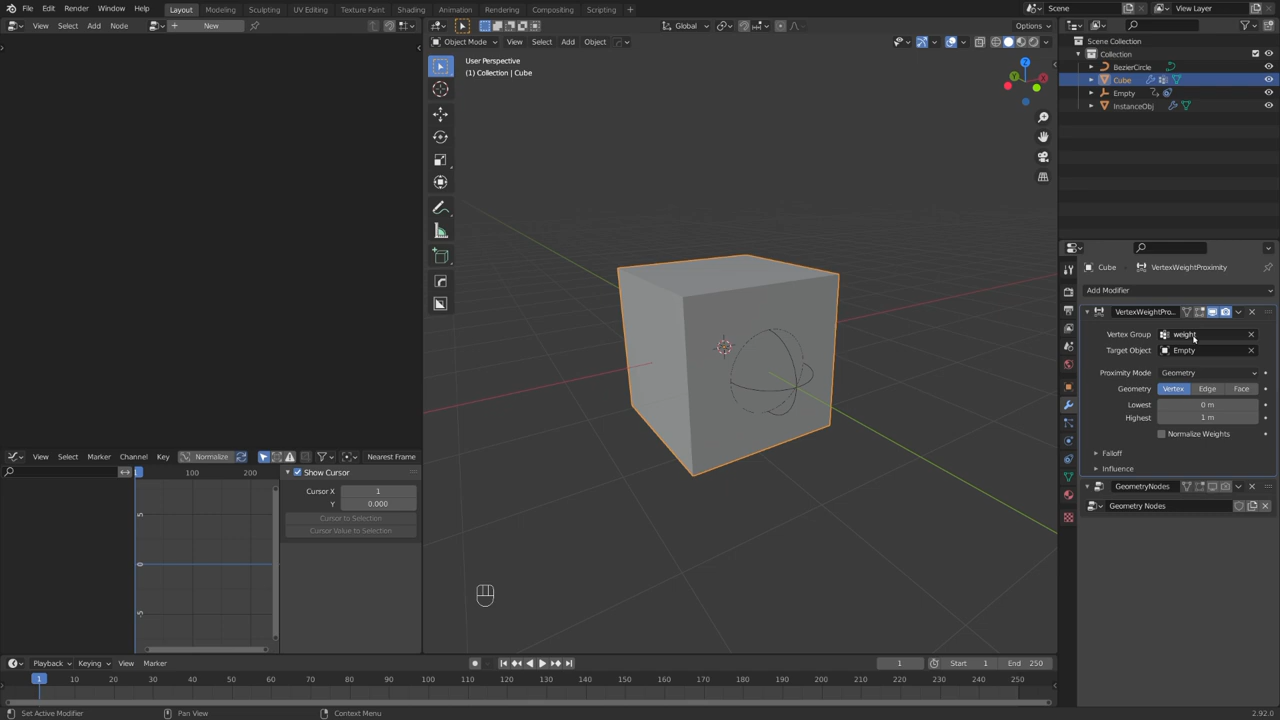 File Edit Render Window Help Layout Modeling Sculpting UV Editing Texture Paint Shading Animation Rendering Compositing Scripting Scene View Layer
View Select Add Node New Global Options
Object Mode View Select Add Object
User Perspective
(1) Collection | Cube
Scene Collection
Collection
BezierCircle
Cube
Empty
InstanceObj
Z
Y
X
Cube VertexWeightProximity
Add Modifier
VertexWeightPro...
Vertex Group weight
Target Object Empty
Proximity Mode Geometry
Geometry Vertex Edge Face
Lowest 0 m
Highest 1 m
Normalize Weights
Falloff
Influence
GeometryNodes
Geometry Nodes
View Select Marker Channel Key Normalize Nearest Frame
1 100 200
Show Cursor
Cursor X 1
Y 0.000
Cursor to Selection
Cursor Value to Selection
5
0
-5
Playback Keying View Marker 1 Start 1 End 250
1 10 20 30 40 50 60 70 80 90 100 110 120 130 140 150 160 170 180 190 200 210 220 230 240 250
Set Active Modifier Pan View Context Menu 2.92.0